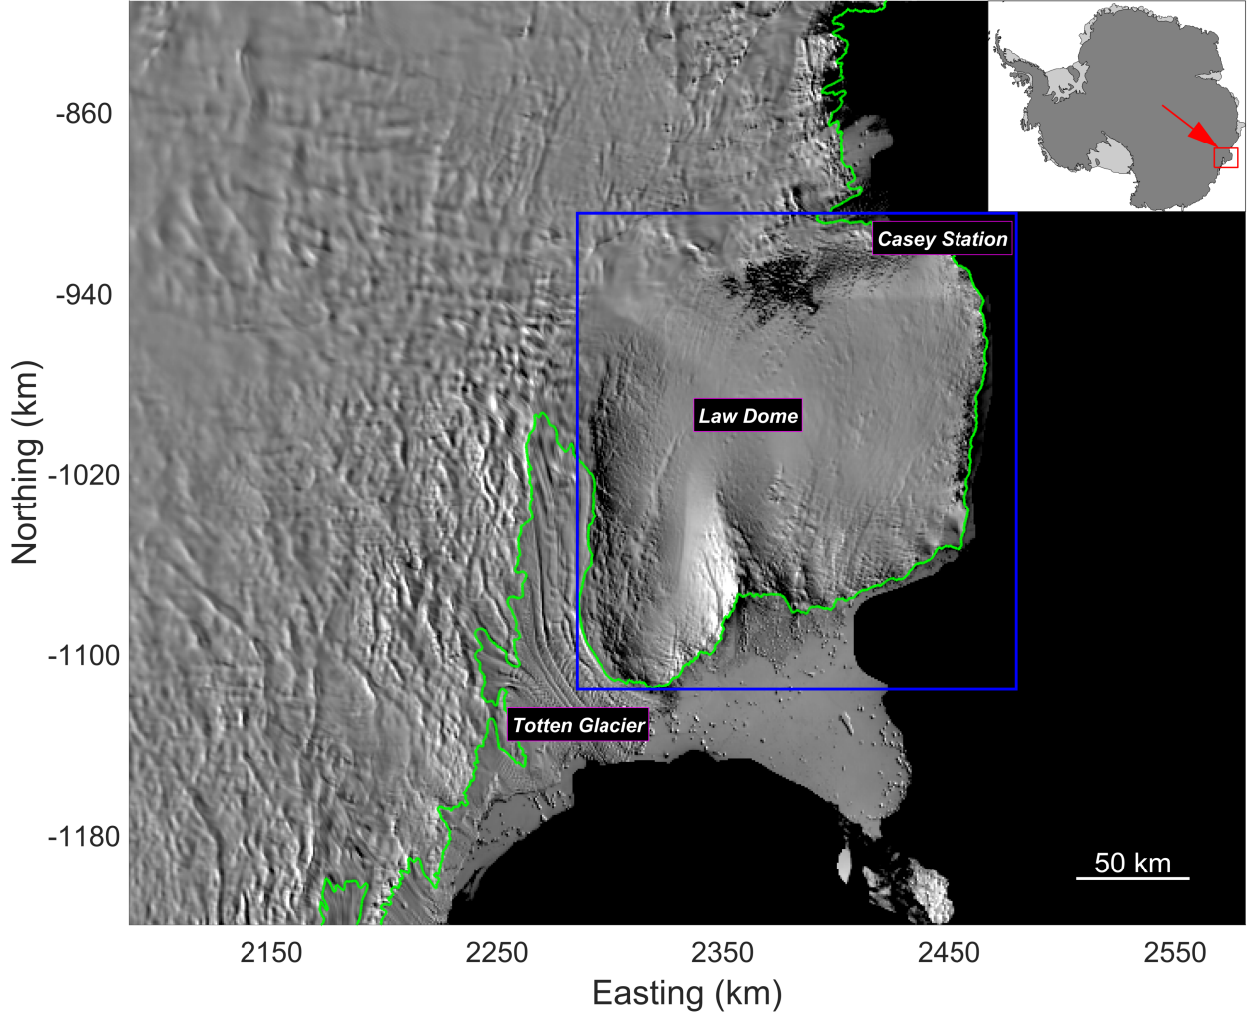 -860
Casey Station
-940
Law Dome
Northing (km)
-1020
-1100
Totten Glacier
-1180
50 km
2150
2250
2350
2450
2550
Easting (km)